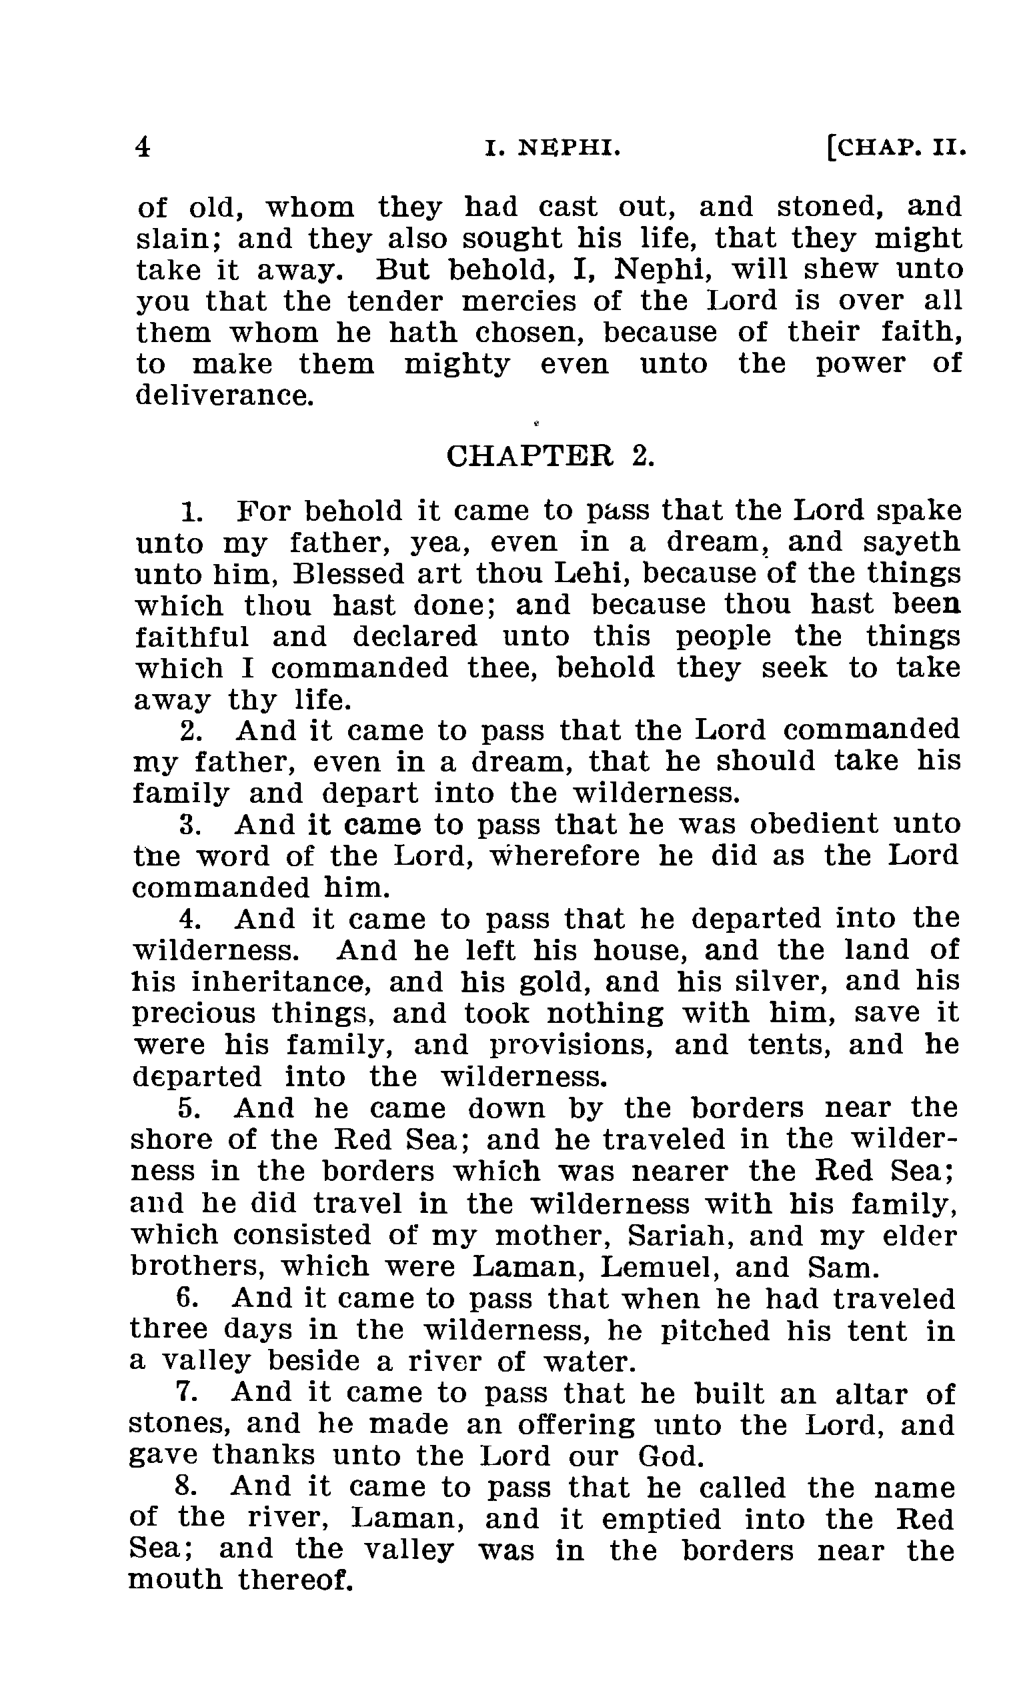 4 I. NEPHI. [CHAP. II.
of old, whom they had cast out, and stoned, and
slain; and they also sought his life, that they might
take it away. But behold, I, Nephi, will shew unto
you that the tender mercies of the Lord is over all
them whom he hath chosen, because of their faith,
to make them mighty even unto the power of
deliverance.
CHAPTER 2.
1. For behold it came to pass that the Lord spake
unto my father, yea, even in a dream, and sayeth
unto him, Blessed art thou Lehi, because of the things
which thou hast done; and because thou hast been
faithful and declared unto this people the things
which I commanded thee, behold they seek to take
away thy life.
2. And it came to pass that the Lord commanded
my father, even in a dream, that he should take his
family and depart into the wilderness.
3. And it came to pass that he was obedient unto
the word of the Lord, wherefore he did as the Lord
commanded him.
4. And it came to pass that he departed into the
wilderness. And he left his house, and the land of
his inheritance, and his gold, and his silver, and his
precious things, and took nothing with him, save it
were his family, and provisions, and tents, and he
departed into the wilderness.
5. And he came down by the borders near the
shore of the Red Sea; and he traveled in the wilder-
ness in the borders which was nearer the Red Sea;
and he did travel in the wilderness with his family,
which consisted of my mother, Sariah, and my elder
brothers, which were Laman, Lemuel, and Sam.
6. And it came to pass that when he had traveled
three days in the wilderness, he pitched his tent in
a valley beside a river of water.
7. And it came to pass that he built an altar of
stones, and he made an offering unto the Lord, and
gave thanks unto the Lord our God.
8. And it came to pass that he called the name
of the river, Laman, and it emptied into the Red
Sea; and the valley was in the borders near the
mouth thereof.